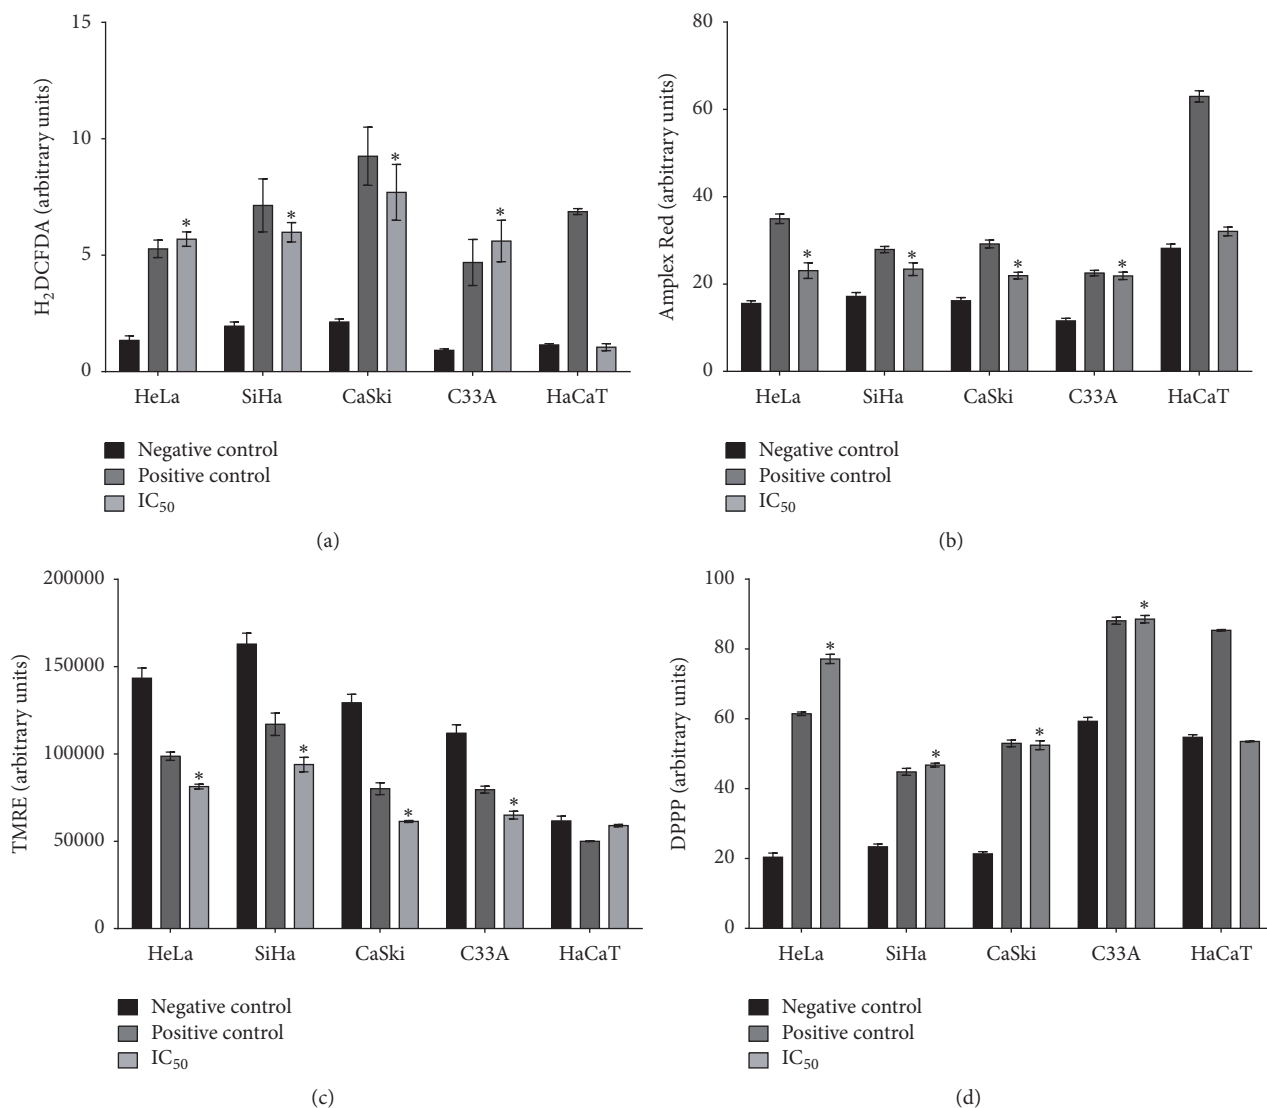 H₂DCFDA (arbitrary units)
15
10
5
0
*
*
*
*
HeLa SiHa CaSki C33A HaCaT
Negative control
Positive control
IC₅₀
(a)
Amplex Red (arbitrary units)
80
60
40
20
0
*
*
*
*
HeLa SiHa CaSki C33A HaCaT
Negative control
Positive control
IC₅₀
(b)
TMRE (arbitrary units)
200000
150000
100000
50000
0
*
*
*
*
HeLa SiHa CaSki C33A HaCaT
Negative control
Positive control
IC₅₀
(c)
DPPP (arbitrary units)
100
80
60
40
20
0
*
*
*
*
HeLa SiHa CaSki C33A HaCaT
Negative control
Positive control
IC₅₀
(d)